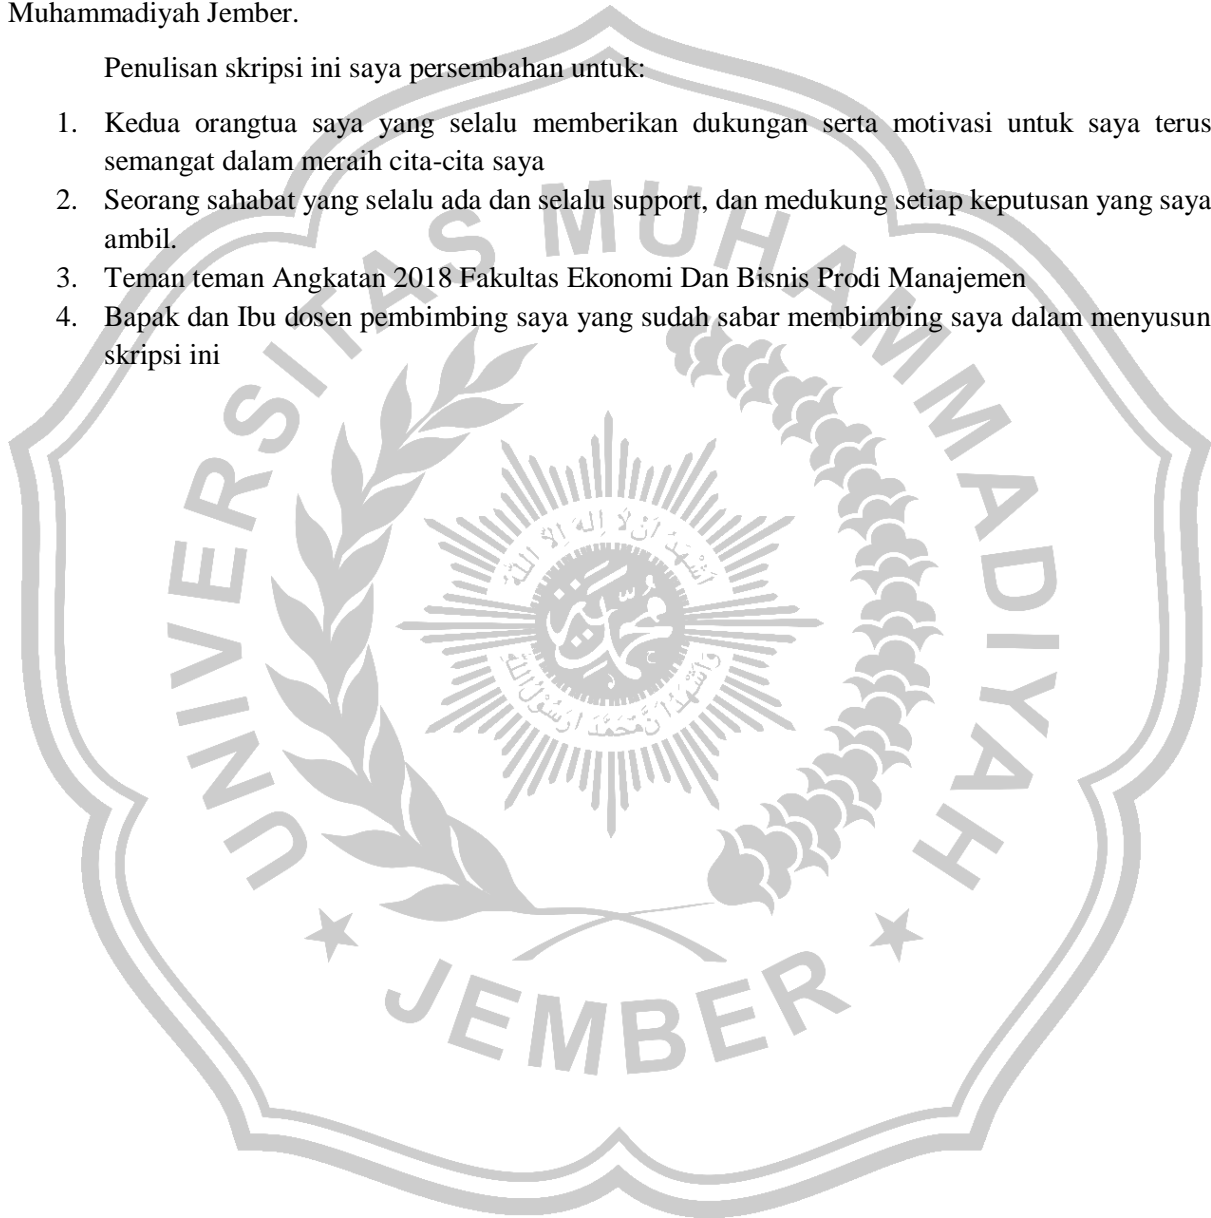 Muhammadiyah Jember.
Penulisan skripsi ini saya persembahan untuk:
1. Kedua orangtua saya yang selalu memberikan dukungan serta motivasi untuk saya terus
semangat dalam meraih cita-cita saya
2. Seorang sahabat yang selalu ada dan selalu support, dan medukung setiap keputusan yang saya
ambil.
3. Teman teman Angkatan 2018 Fakultas Ekonomi Dan Bisnis Prodi Manajemen
4. Bapak dan Ibu dosen pembimbing saya yang sudah sabar membimbing saya dalam menyusun
skripsi ini
UNIVERSITAS MUHAMMADIYAH
اَشْهَدُ اَنْ لَا اِلٰهَ اِلَّا اللهُ
محمد
وَاَشْهَدُ اَنَّ مُحَمَّدًا رَسُوْلُ اللهِ
JEMBER